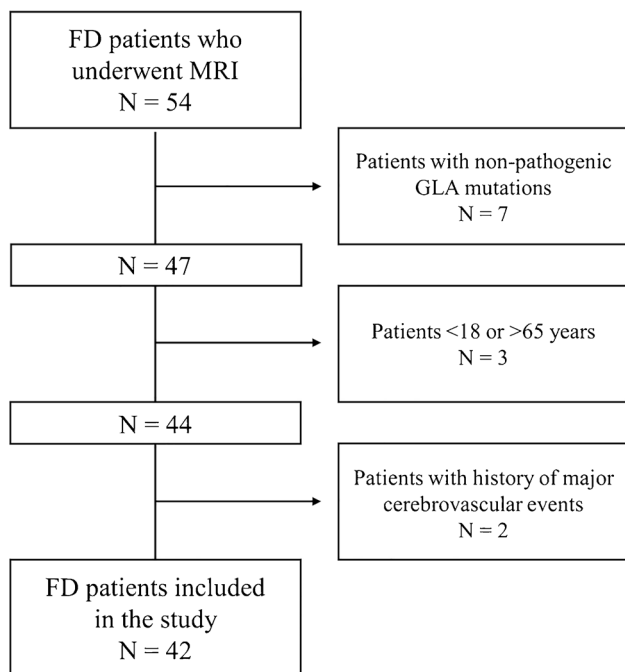 FD patients who
underwent MRI
N = 54
Patients with non-pathogenic
GLA mutations
N = 7
N = 47
Patients <18 or >65 years
N = 3
N = 44
Patients with history of major
cerebrovascular events
N = 2
FD patients included
in the study
N = 42